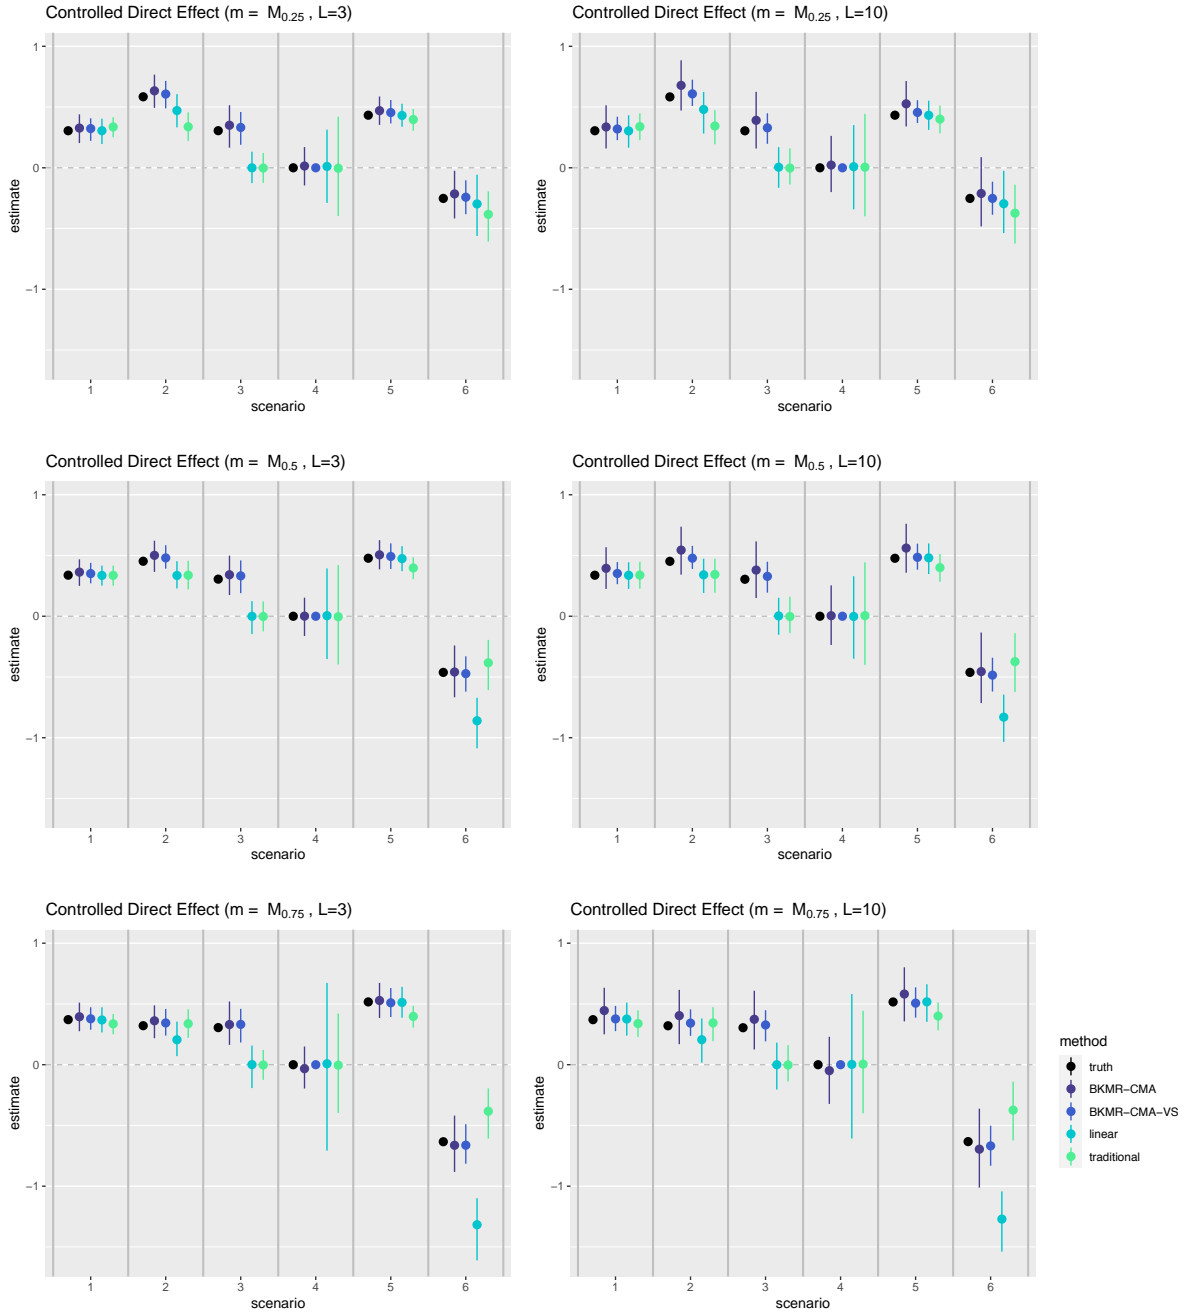 Controlled Direct Effect (m = M0.25 , L=3)
1
0
−1
estimate
1 2 3 4 5 6
scenario
Controlled Direct Effect (m = M0.25 , L=10)
1
0
−1
estimate
1 2 3 4 5 6
scenario
Controlled Direct Effect (m = M0.5 , L=3)
1
0
−1
estimate
1 2 3 4 5 6
scenario
Controlled Direct Effect (m = M0.5 , L=10)
1
0
−1
estimate
1 2 3 4 5 6
scenario
Controlled Direct Effect (m = M0.75 , L=3)
1
0
−1
estimate
1 2 3 4 5 6
scenario
Controlled Direct Effect (m = M0.75 , L=10)
1
0
−1
estimate
1 2 3 4 5 6
scenario
method
truth
BKMR−CMA
BKMR−CMA−VS
linear
traditional